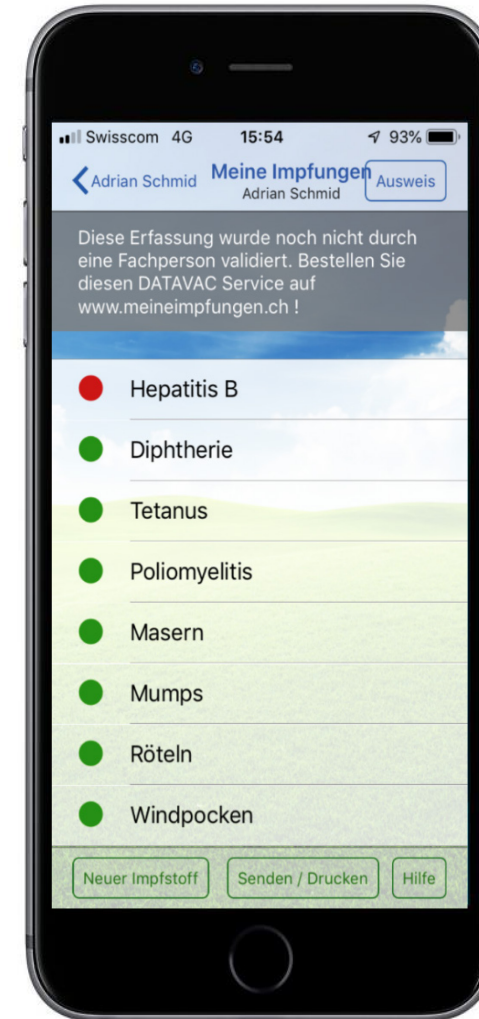 Swisscom 4G 15:54 93%
Adrian Schmid Meine Impfungen Ausweis
Adrian Schmid
Diese Erfassung wurde noch nicht durch
eine Fachperson validiert. Bestellen Sie
diesen DATAVAC Service auf
www.meineimpfungen.ch !
Hepatitis B
Diphtherie
Tetanus
Poliomyelitis
Masern
Mumps
Röteln
Windpocken
Neuer Impfstoff Senden / Drucken Hilfe